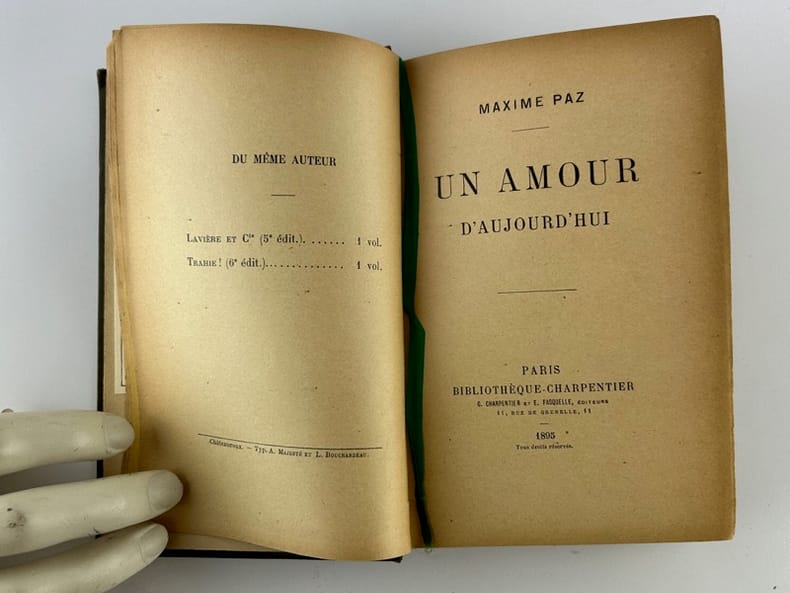 DU MÊME AUTEUR
LAVIÈRE ET Cie (5e édit.). . . . . . . 1 vol.
TRAHIE! (6e édit.). . . . . . . . . . . . . . 1 vol.
Châteauroux. — Typ. A. MAJESTÉ ET L. BOUCHARDEAU.
MAXIME PAZ
UN AMOUR
D'AUJOURD'HUI
PARIS
BIBLIOTHÈQUE-CHARPENTIER
G. CHARPENTIER ET E. FASQUELLE, ÉDITEURS
11, RUE DE GRENELLE, 11
1895
Tous droits réservés.